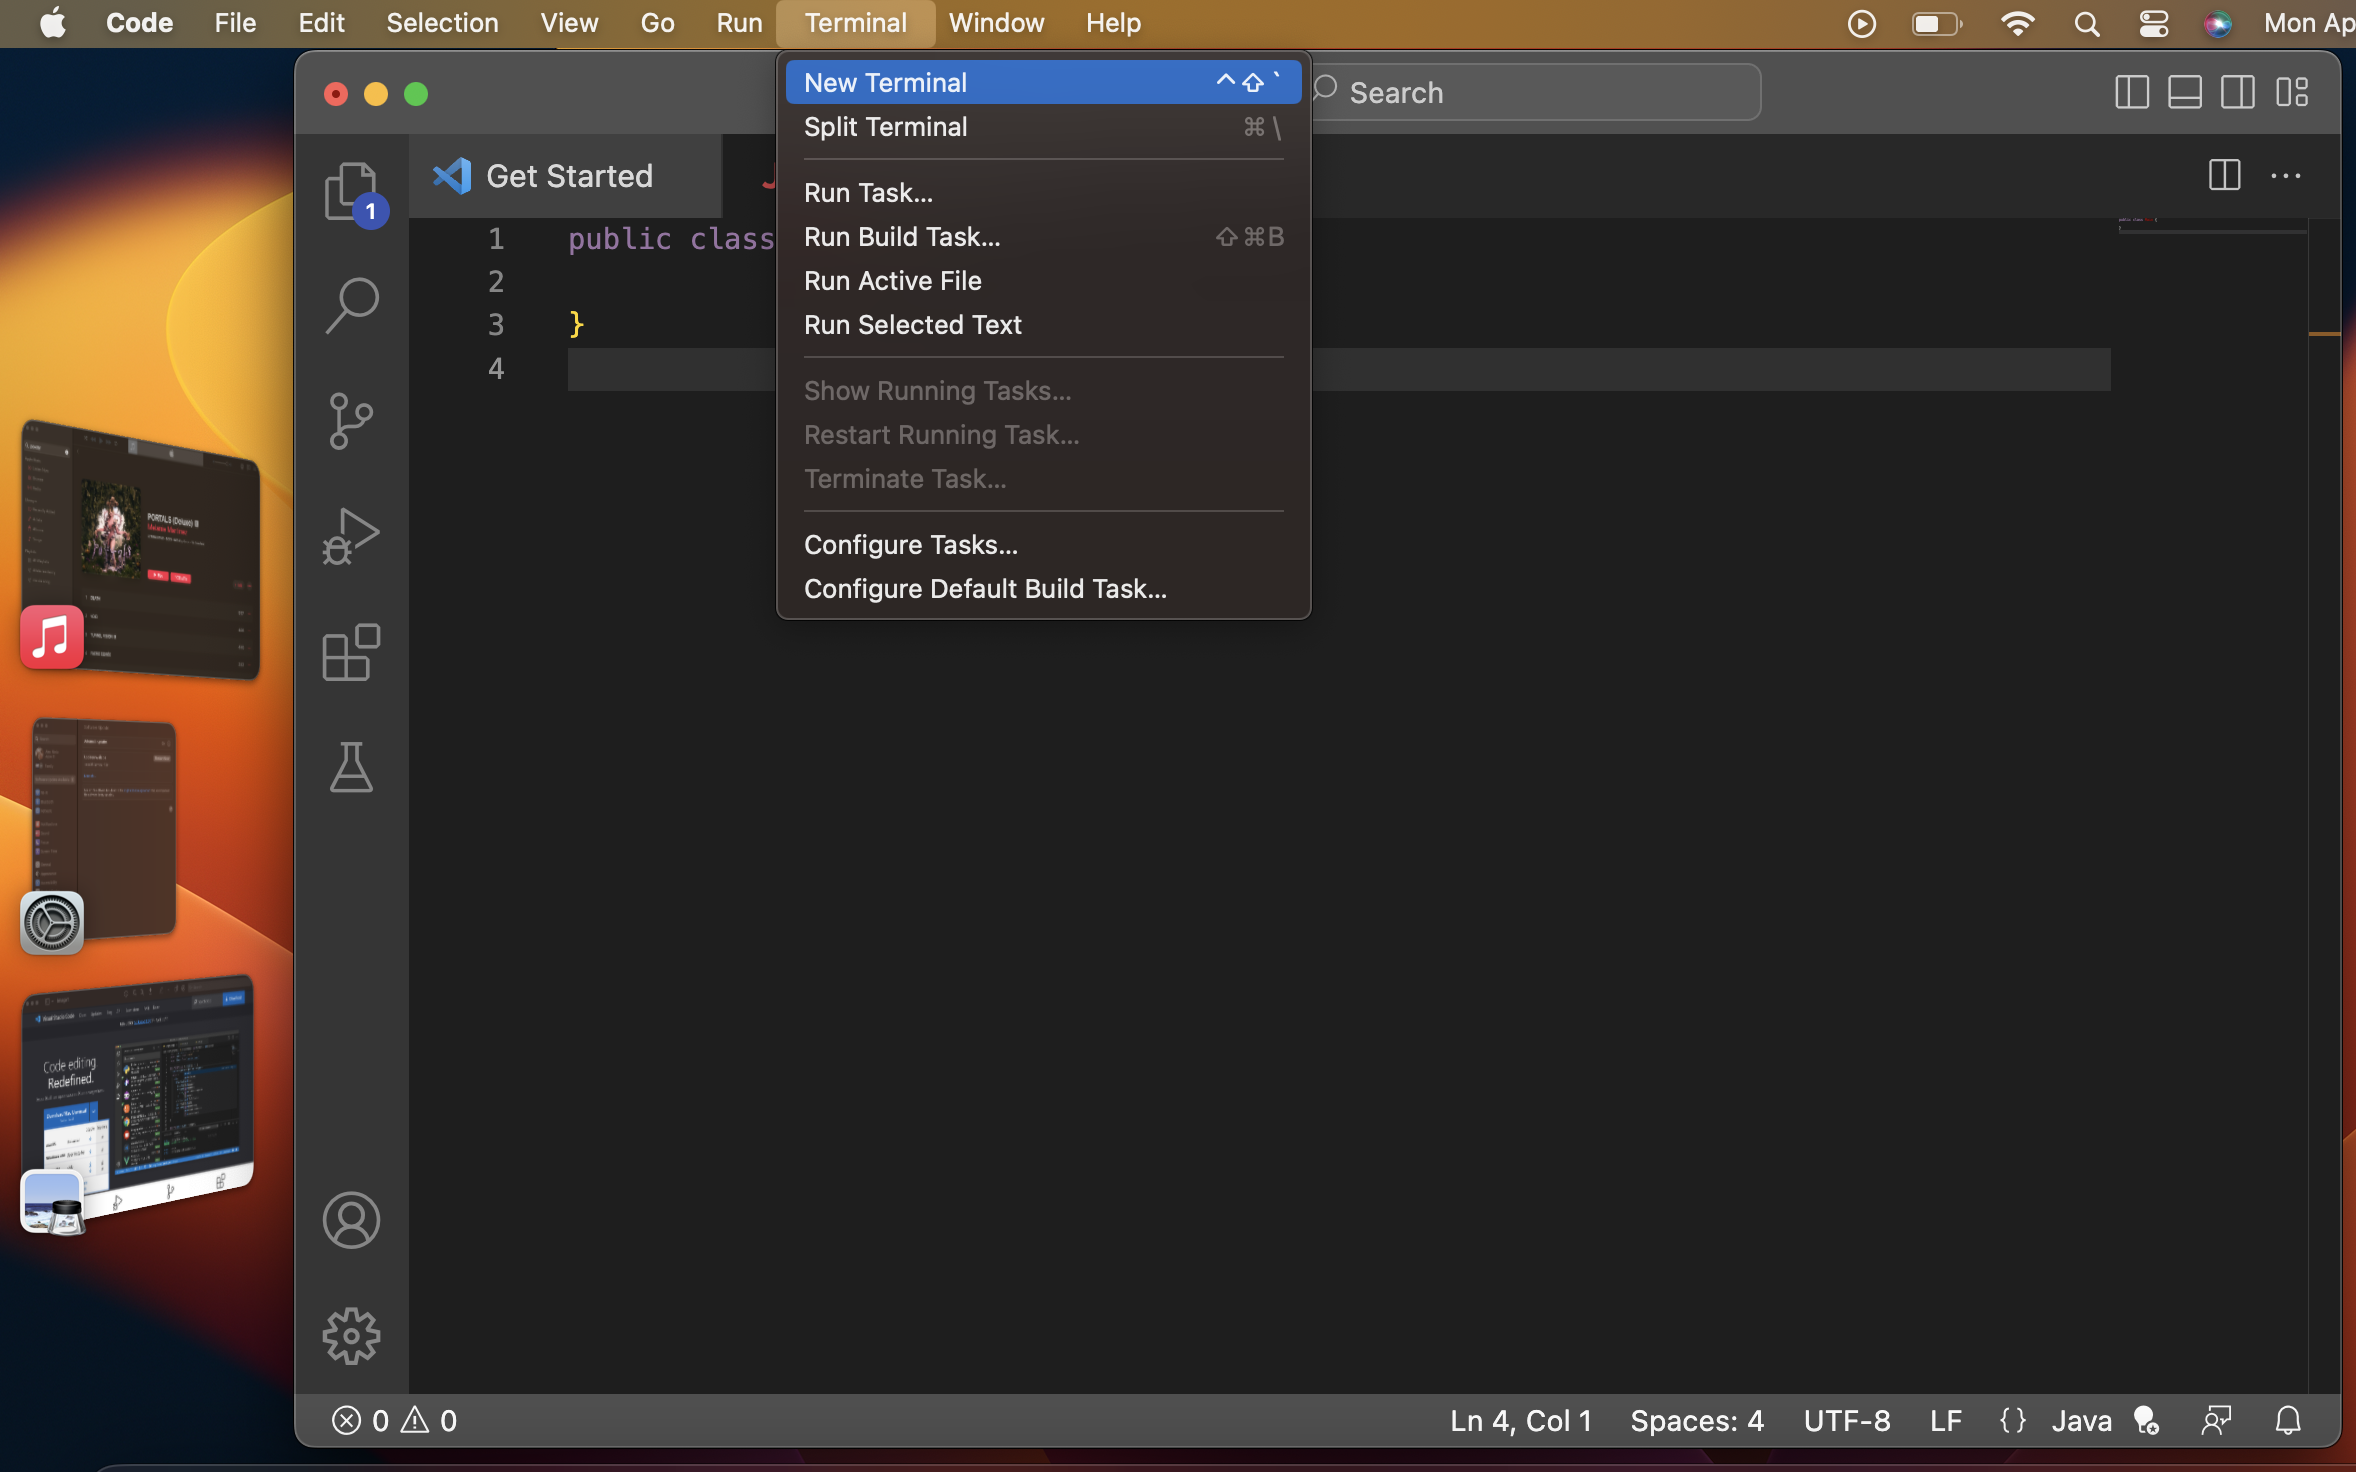 Code File Edit Selection View Go Run Terminal Window Help Mon Ap
New Terminal ^⇧`
Search
Split Terminal ⌘\
Get Started
Run Task...
Run Build Task... ⇧⌘B
Run Active File
Run Selected Text
Show Running Tasks...
Restart Running Task...
Terminate Task...
Configure Tasks...
Configure Default Build Task...
1
1 public class
2
3 }
4
PORTALS (Deluxe)
Melanie Martinez
Code editing.
Redefined.
0 0 Ln 4, Col 1 Spaces: 4 UTF-8 LF {} Java